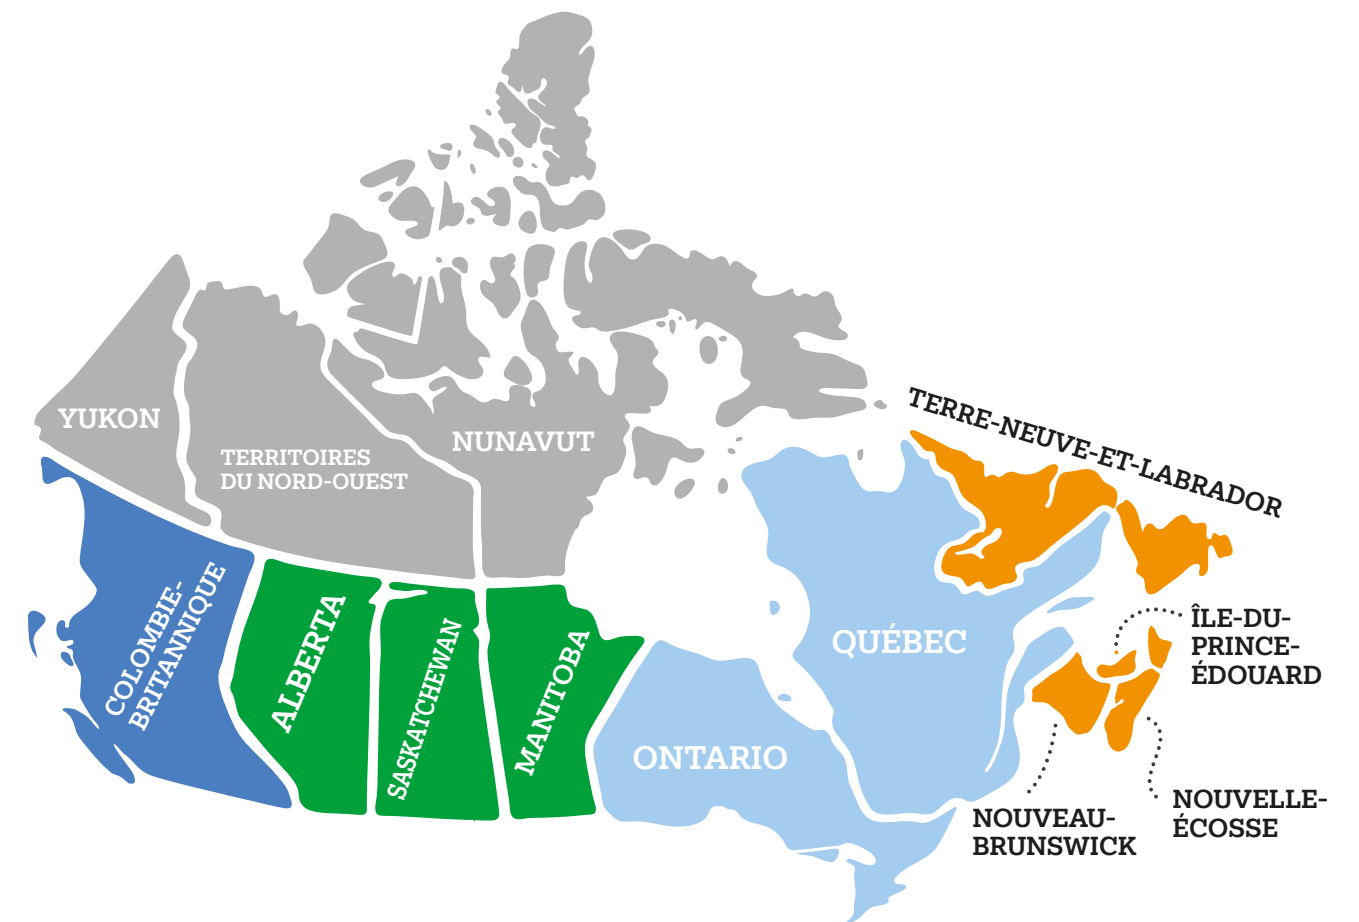 YUKON
TERRITOIRES
DU NORD-OUEST
NUNAVUT
TERRE-NEUVE-ET-LABRADOR
COLOMBIE-
BRITANNIQUE
ALBERTA
SASKATCHEWAN
MANITOBA
ONTARIO
QUÉBEC
ÎLE-DU-
PRINCE-
ÉDOUARD
NOUVEAU-
BRUNSWICK
NOUVELLE-
ÉCOSSE